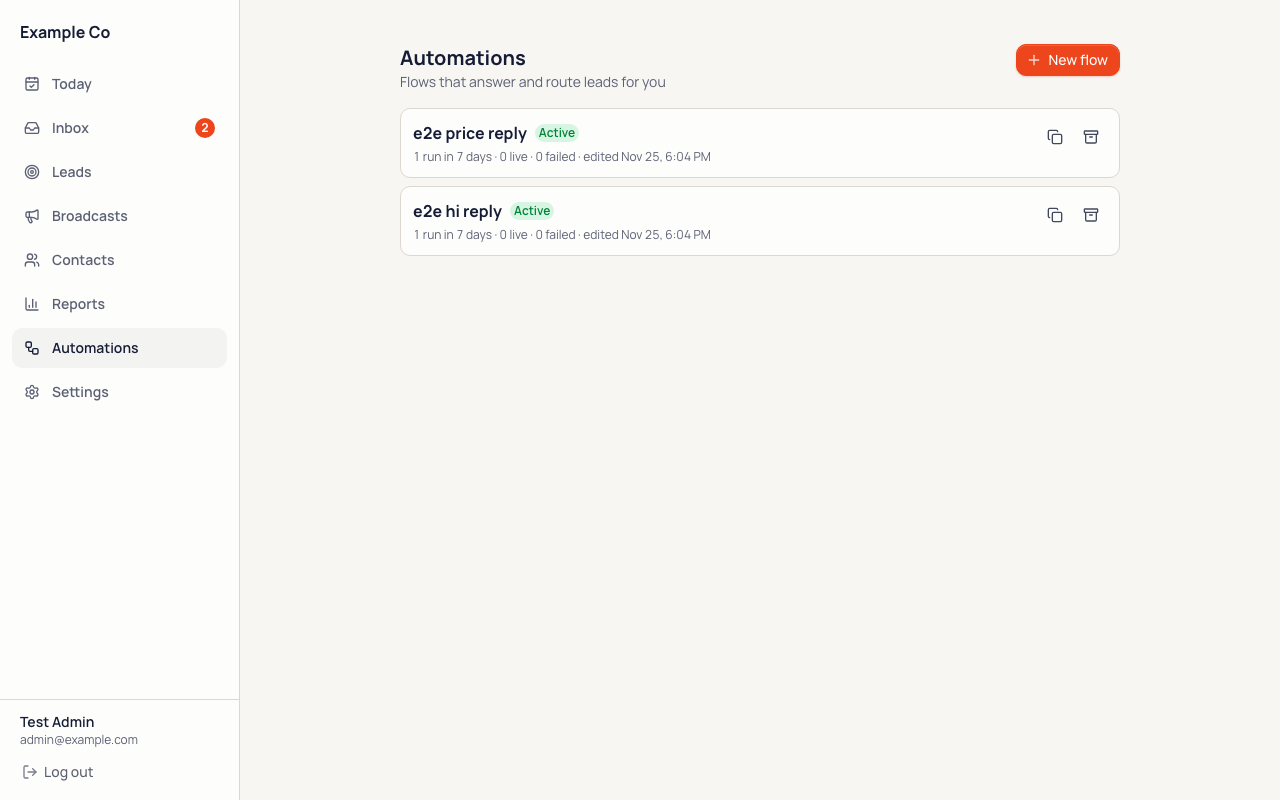 Example Co
Today
Inbox 2
Leads
Broadcasts
Contacts
Reports
Automations
Settings
Test Admin
admin@example.com
Log out
Automations
Flows that answer and route leads for you
New flow
e2e price reply Active
1 run in 7 days · 0 live · 0 failed · edited Nov 25, 6:04 PM
e2e hi reply Active
1 run in 7 days · 0 live · 0 failed · edited Nov 25, 6:04 PM